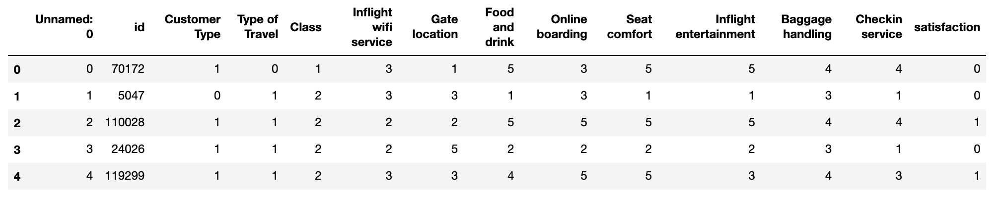 Unnamed: 0 id Customer Type Type of Travel Class Inflight wifi service Gate location Food and drink Online boarding Seat comfort Inflight entertainment Baggage handling Checkin service satisfaction
0 0 70172 1 0 1 3 1 5 3 5 5 4 4 0
1 1 5047 0 1 2 3 3 1 3 1 1 3 1 0
2 2 110028 1 1 2 2 2 5 5 5 5 4 4 1
3 3 24026 1 1 2 2 5 2 2 2 2 3 1 0
4 4 119299 1 1 2 3 3 4 5 5 3 4 3 1